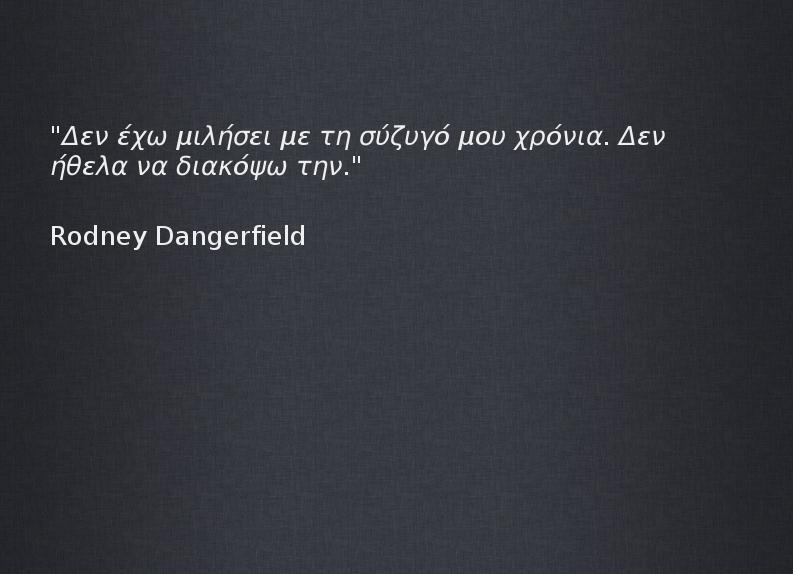 "Δεν έχω μιλήσει με τη σύζυγό μου χρόνια. Δεν
ήθελα να διακόψω την."
Rodney Dangerfield